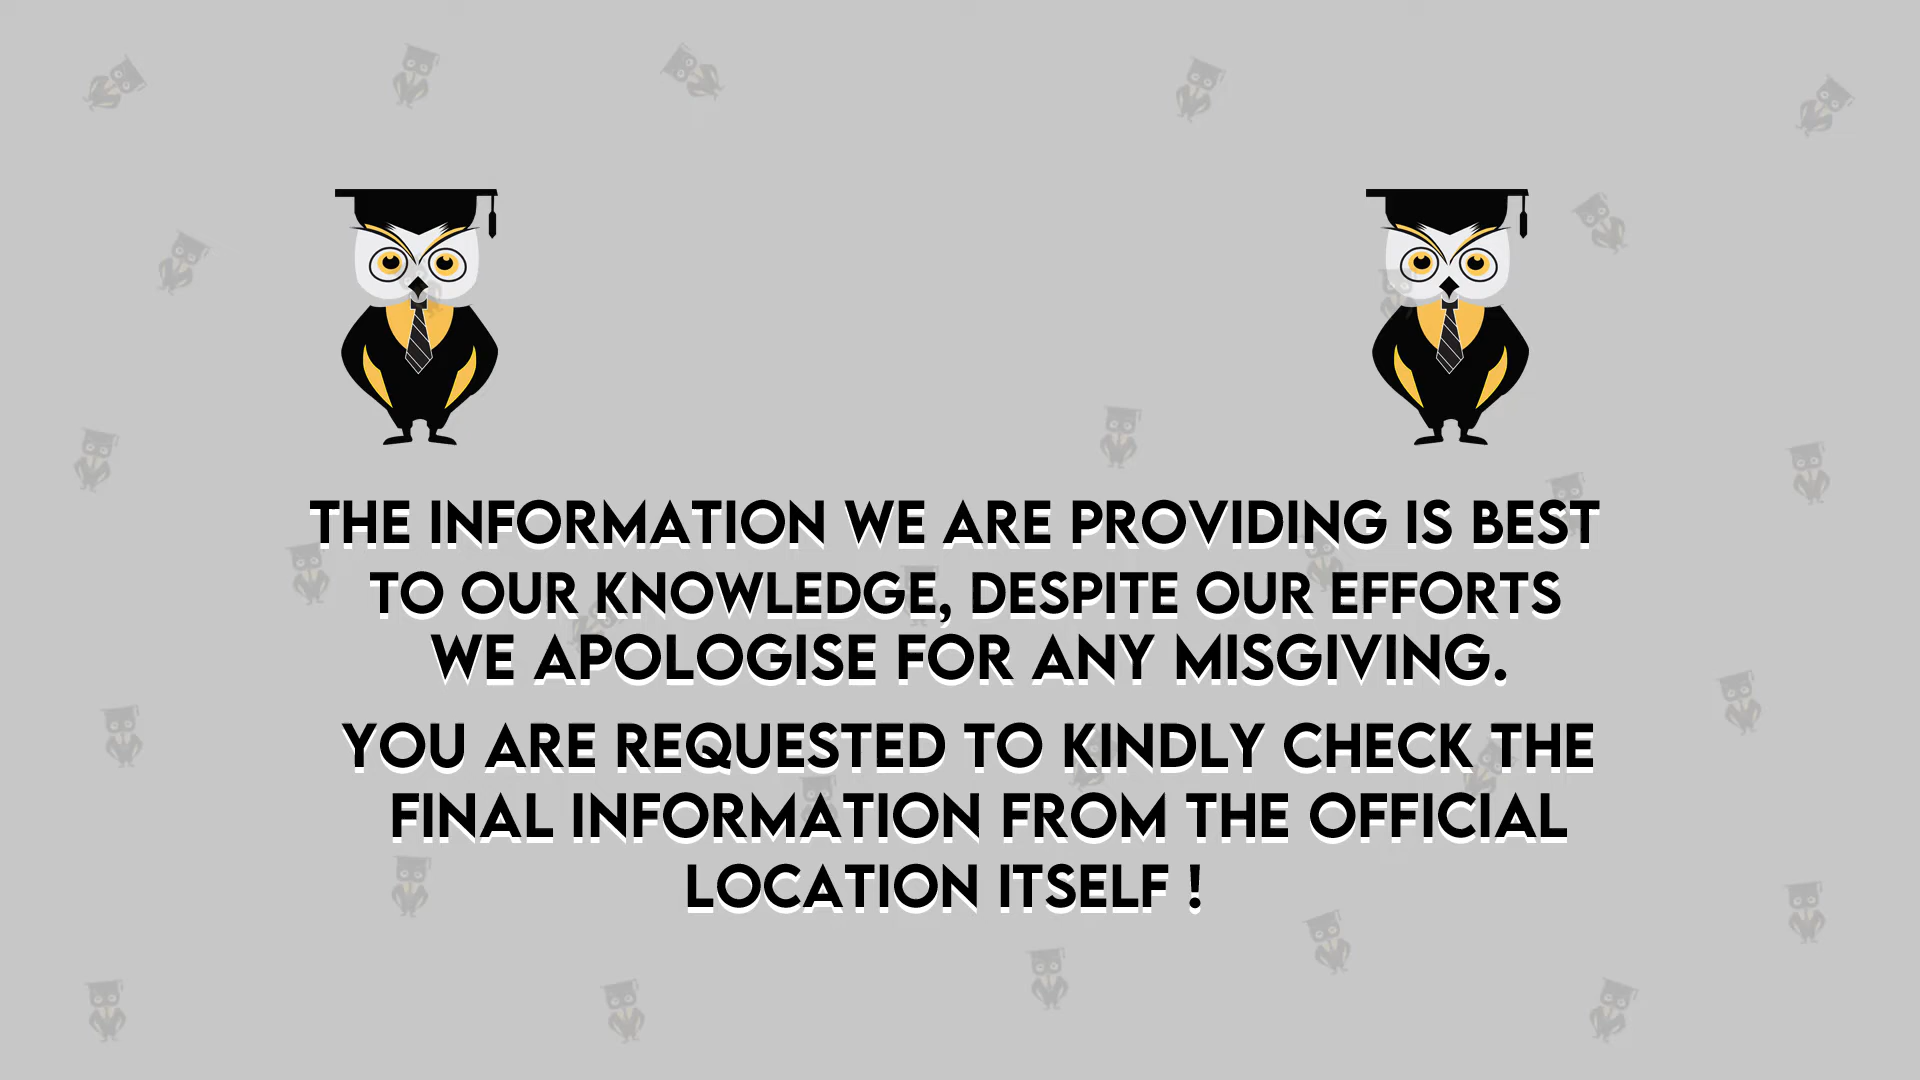 THE INFORMATION WE ARE PROVIDING IS BEST
TO OUR KNOWLEDGE, DESPITE OUR EFFORTS
WE APOLOGISE FOR ANY MISGIVING.
YOU ARE REQUESTED TO KINDLY CHECK THE
FINAL INFORMATION FROM THE OFFICIAL
LOCATION ITSELF !